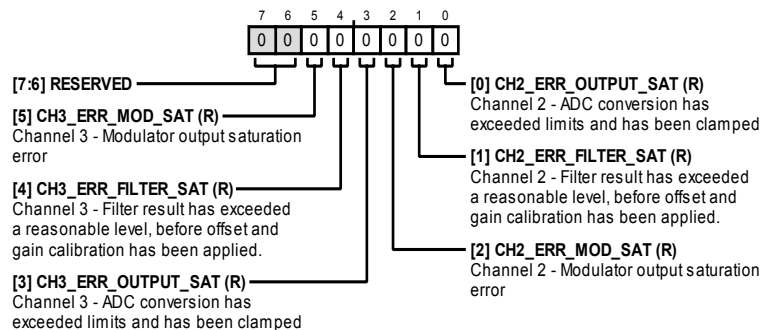 7 6 5 4 3 2 1 0
0 0 0 0 0 0 0 0
[7:6] RESERVED
[5] CH3_ERR_MOD_SAT (R)
Channel 3 - Modulator output saturation
error
[4] CH3_ERR_FILTER_SAT (R)
Channel 3 - Filter result has exceeded
a reasonable level, before offset and
gain calibration has been applied.
[3] CH3_ERR_OUTPUT_SAT (R)
Channel 3 - ADC conversion has
exceeded limits and has been clamped
[0] CH2_ERR_OUTPUT_SAT (R)
Channel 2 - ADC conversion has
exceeded limits and has been clamped
[1] CH2_ERR_FILTER_SAT (R)
Channel 2 - Filter result has exceeded
a reasonable level, before offset and
gain calibration has been applied.
[2] CH2_ERR_MOD_SAT (R)
Channel 2 - Modulator output saturation
error